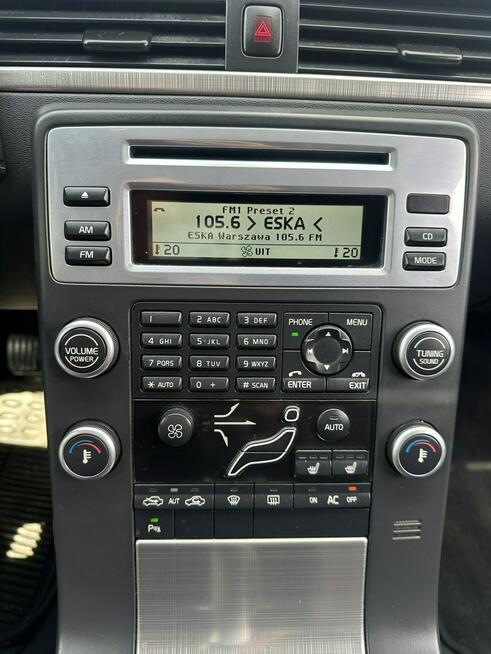 FM1 Preset 2
105.6 > ESKA <
ESKA Warszawa 105.6 FM
20 UIT 20
AM
FM
CD
MODE
1 2 ABC 3 DEF
4 GHI 5 JKL 6 MNO
7 PQRS 8 TUV 9 WXYZ
* AUTO 0 + # SCAN
PHONE MENU
ENTER EXIT
VOLUME
POWER
TUNING
SOUND
AUTO
AUT
ON AC OFF
P